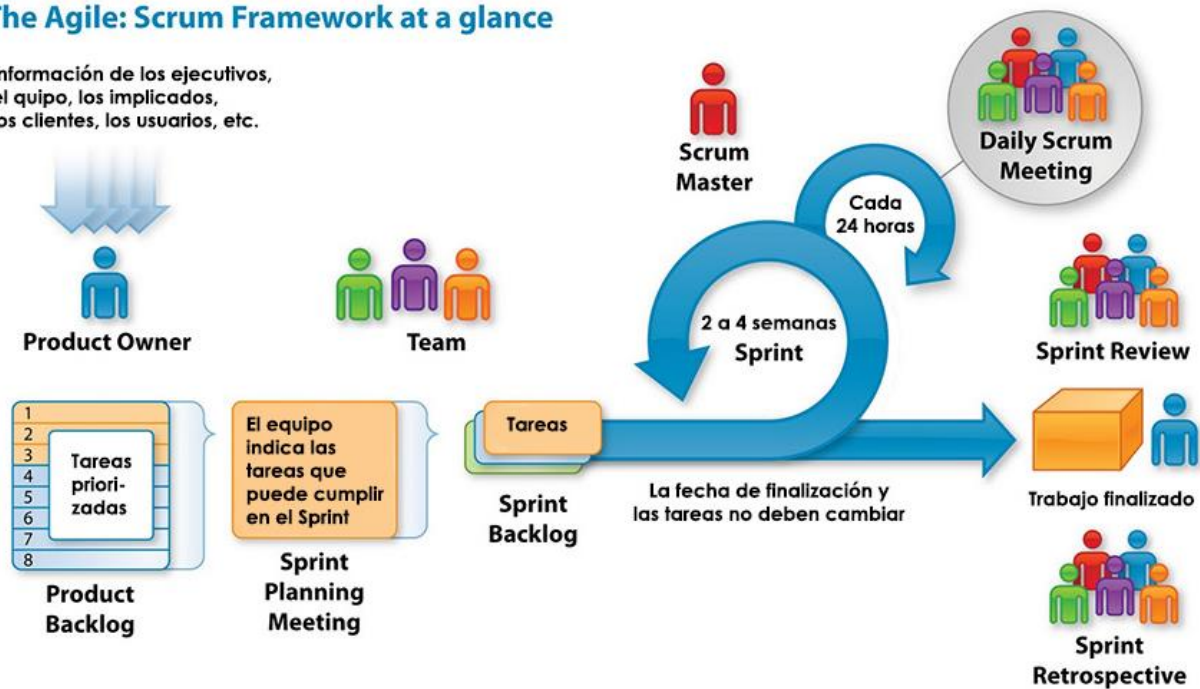 The Agile: Scrum Framework at a glance
nformación de los ejecutivos,
el quipo, los implicados,
os clientes, los usuarios, etc.
Product Owner
Team
Scrum
Master
Cada
24 horas
Daily Scrum
Meeting
2 a 4 semanas
Sprint
Sprint Review
1
2
3
4
5
6
7
8
Tareas
priori-
zadas
Product
Backlog
El equipo
indica las
tareas que
puede cumplir
en el Sprint
Sprint
Planning
Meeting
Tareas
Sprint
Backlog
La fecha de finalización y
las tareas no deben cambiar
Trabajo finalizado
Sprint
Retrospective